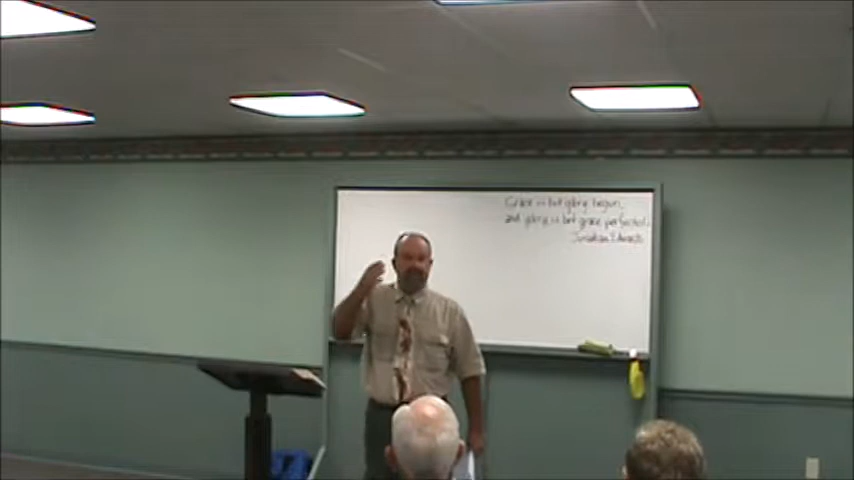 Grace is but glory begun,
and glory is but grace perfected.
Jonathan Edwards